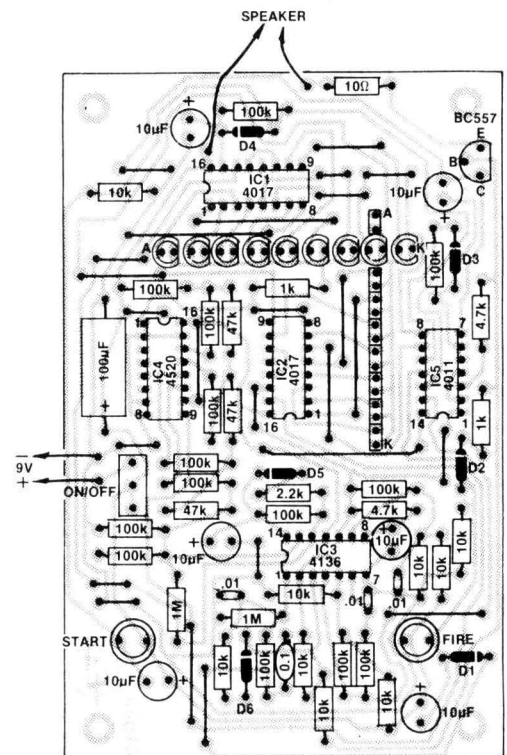 SPEAKER
10Ω
+
100k
10µF
D4
BC557
E
B
C
16
9
IC1
4017
1
8
10k
10µF
+
A
A
K
100k
D3
100k
1k
4.7k
100µF
+
1
16
IC4
4520
8
9
100k
47k
100k
47k
9
8
IC2
4017
16
1
8
7
IC5
4011
14
1
1k
K
−
9V
+
ON/OFF
100k
100k
47k
D5
2.2k
100k
100k
4.7k
D2
100k
100k
10µF
+
14
8
IC3
4136
1
7
+
10µF
10k
10k
10k
1M
.01
10k
.01
.01
1M
START
FIRE
10µF
+
10k
D6
100k
0.1
10k
10k
100k
100k
10k
D1
+
10µF